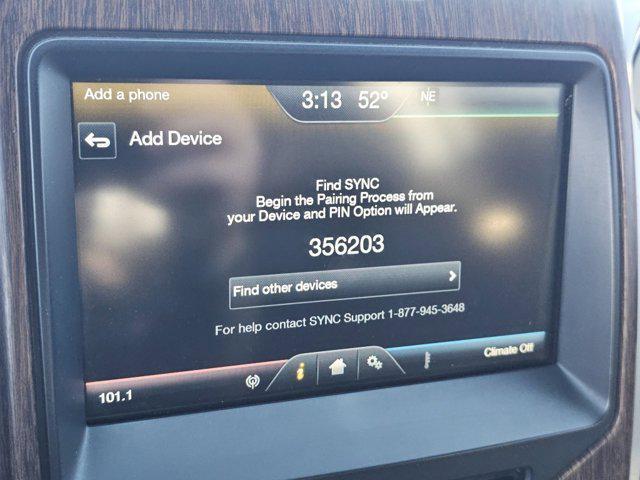 Add a phone
3:13 52° NE
Add Device
Find SYNC
Begin the Pairing Process from
your Device and PIN Option will Appear.
356203
Find other devices
For help contact SYNC Support 1-877-945-3648
101.1
i
Climate Off